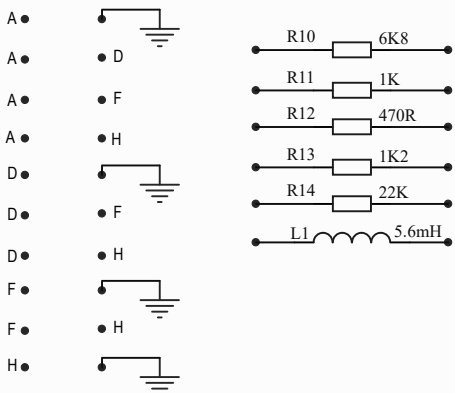 A
A D
A F
A H
D
D F
D H
F
F H
H
R10 6K8
R11 1K
R12 470R
R13 1K2
R14 22K
L1 5.6mH